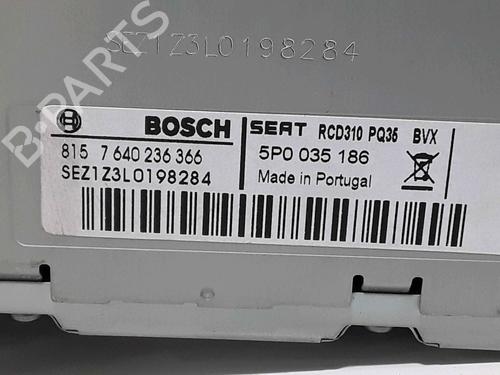 SEZ1Z3L0198284
B-PARTS
BOSCH
SEAT RCD310 PQ35 BVX
815 7 640 236 366
5P0 035 186
SEZ1Z3L0198284
Made in Portugal